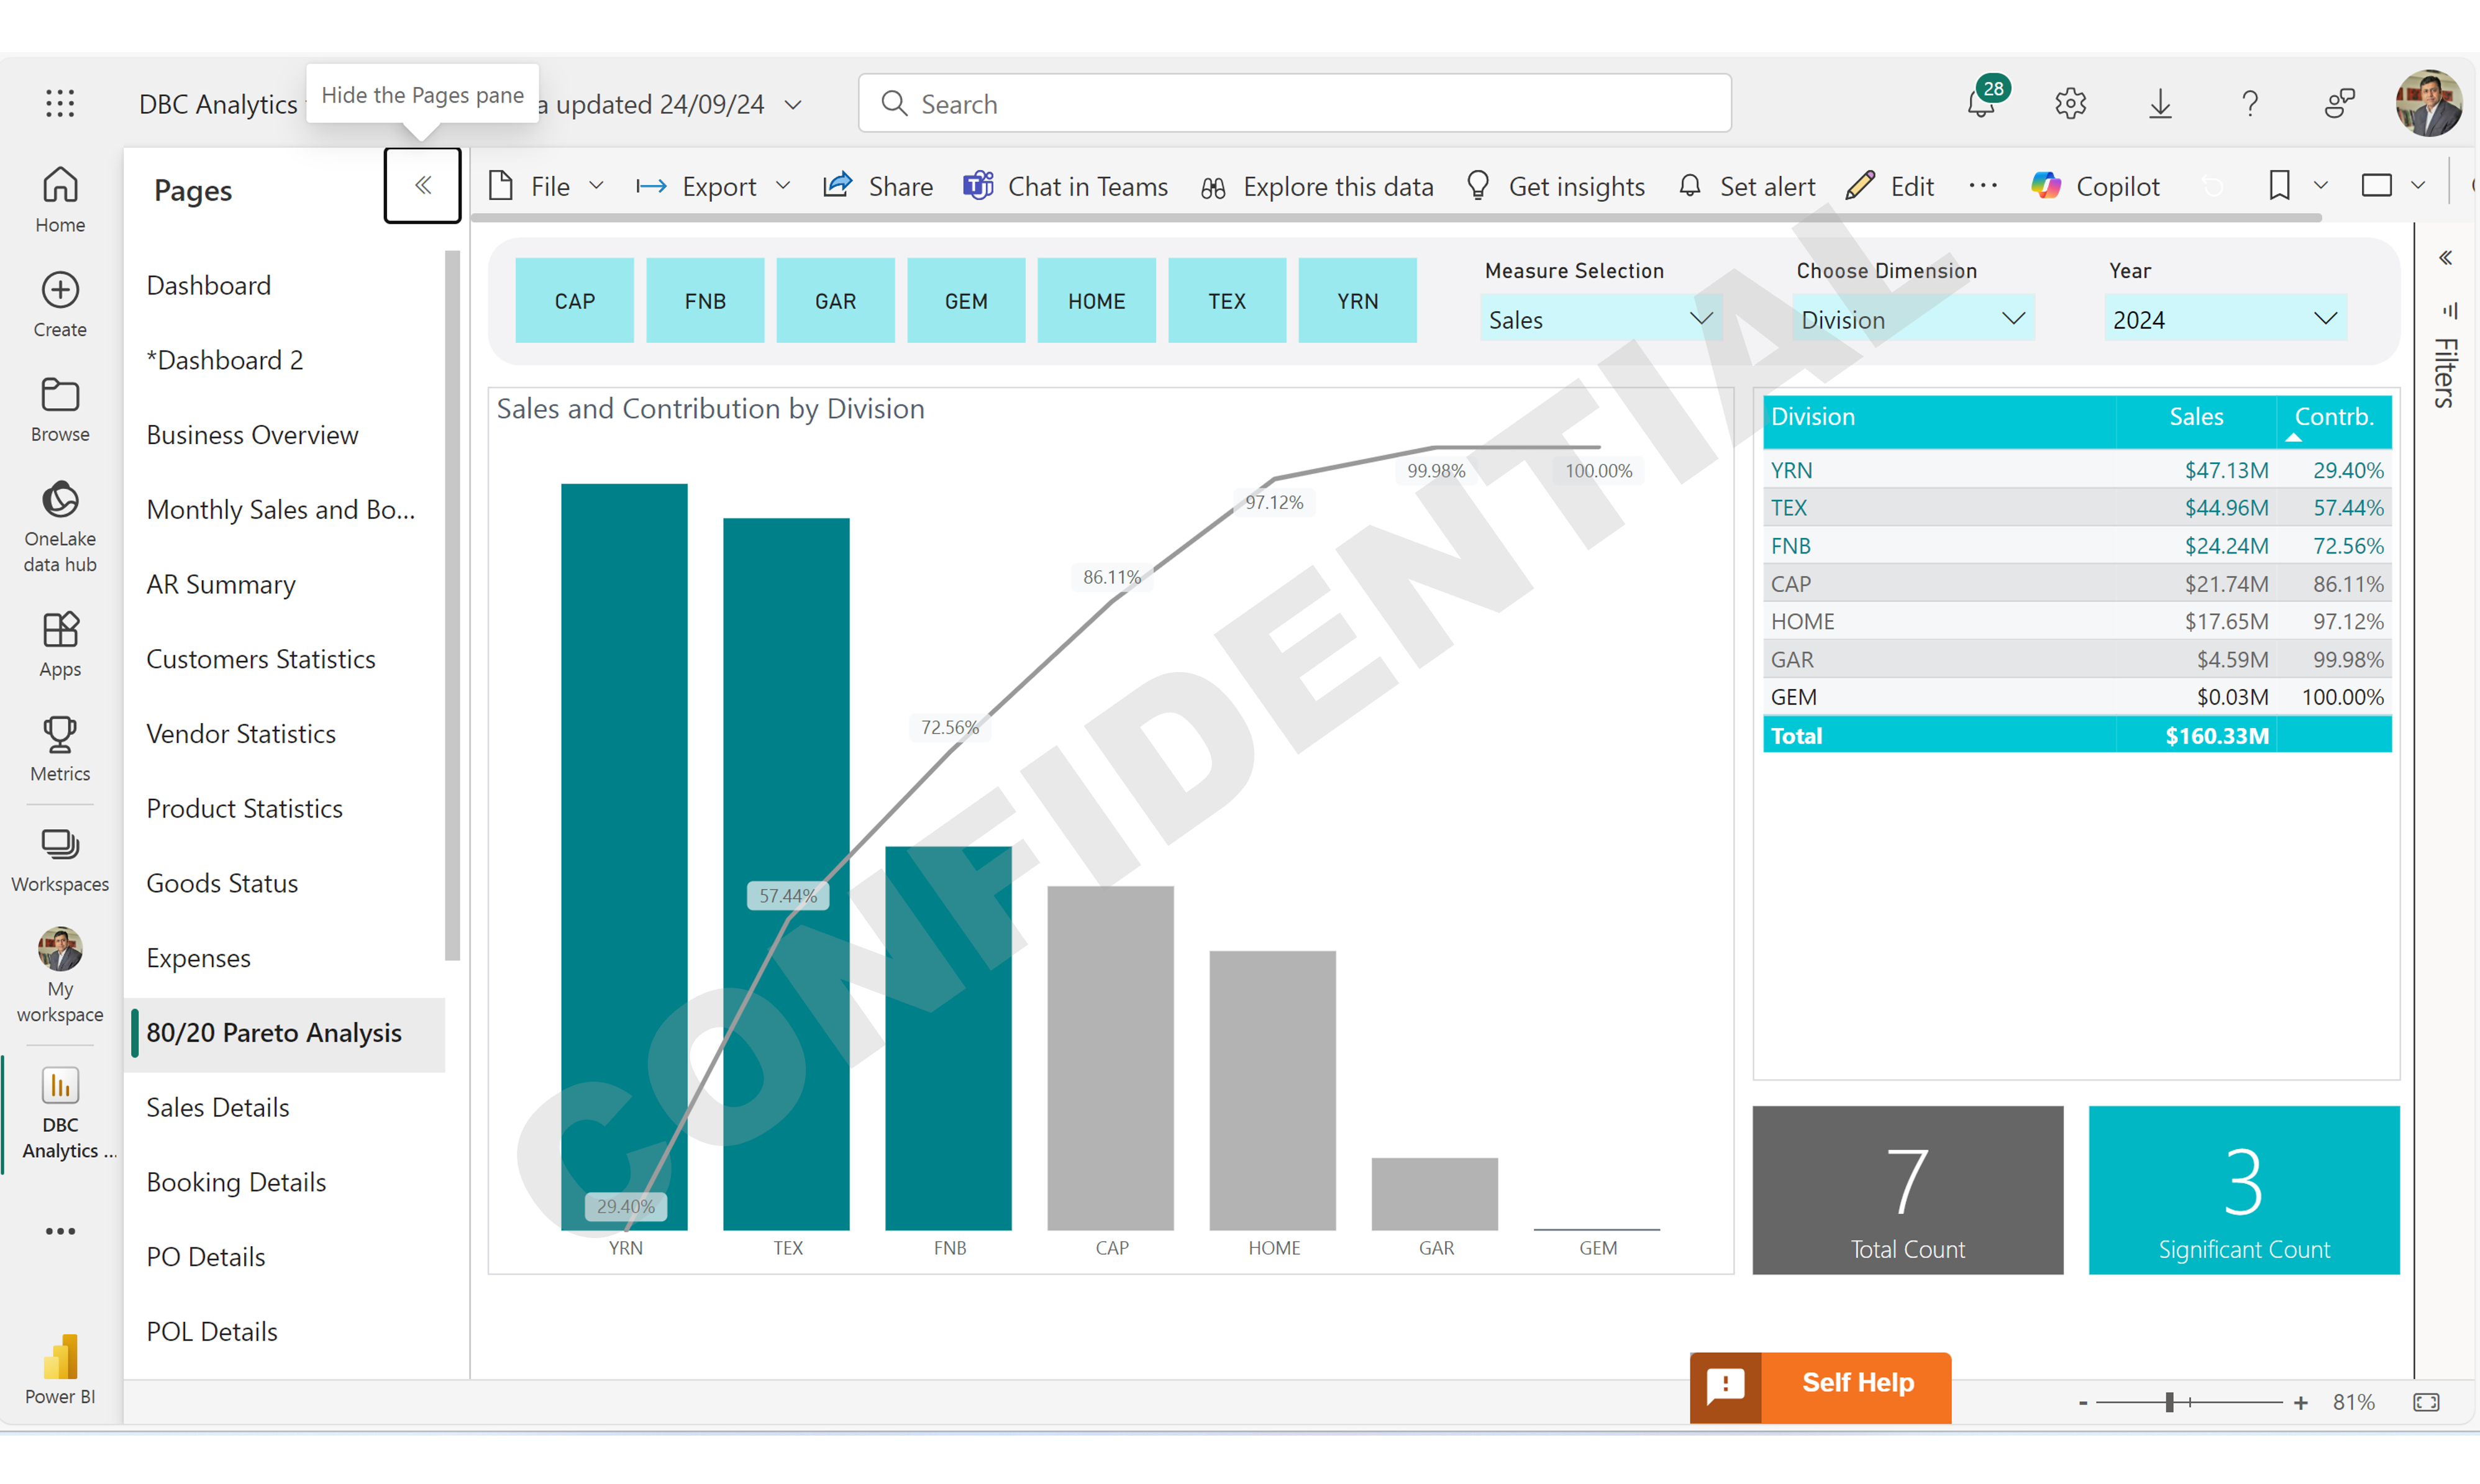 DBC Analytics
Hide the Pages pane
a updated 24/09/24
Search
28
Home
Create
Browse
OneLake
data hub
Apps
Metrics
Workspaces
My
workspace
DBC
Analytics ...
Power BI
Pages
Dashboard
*Dashboard 2
Business Overview
Monthly Sales and Bo...
AR Summary
Customers Statistics
Vendor Statistics
Product Statistics
Goods Status
Expenses
80/20 Pareto Analysis
Sales Details
Booking Details
PO Details
POL Details
File
Export
Share
Chat in Teams
Explore this data
Get insights
Set alert
Edit
Copilot
CAP
FNB
GAR
GEM
HOME
TEX
YRN
Measure Selection
Sales
Choose Dimension
Division
Year
2024
Filters
Sales and Contribution by Division
29.40%
57.44%
72.56%
86.11%
97.12%
99.98%
100.00%
YRN
TEX
FNB
CAP
HOME
GAR
GEM
CONFIDENTIAL
Division Sales Contrb.
YRN $47.13M 29.40%
TEX $44.96M 57.44%
FNB $24.24M 72.56%
CAP $21.74M 86.11%
HOME $17.65M 97.12%
GAR $4.59M 99.98%
GEM $0.03M 100.00%
Total $160.33M
7
Total Count
3
Significant Count
Self Help
- + 81%